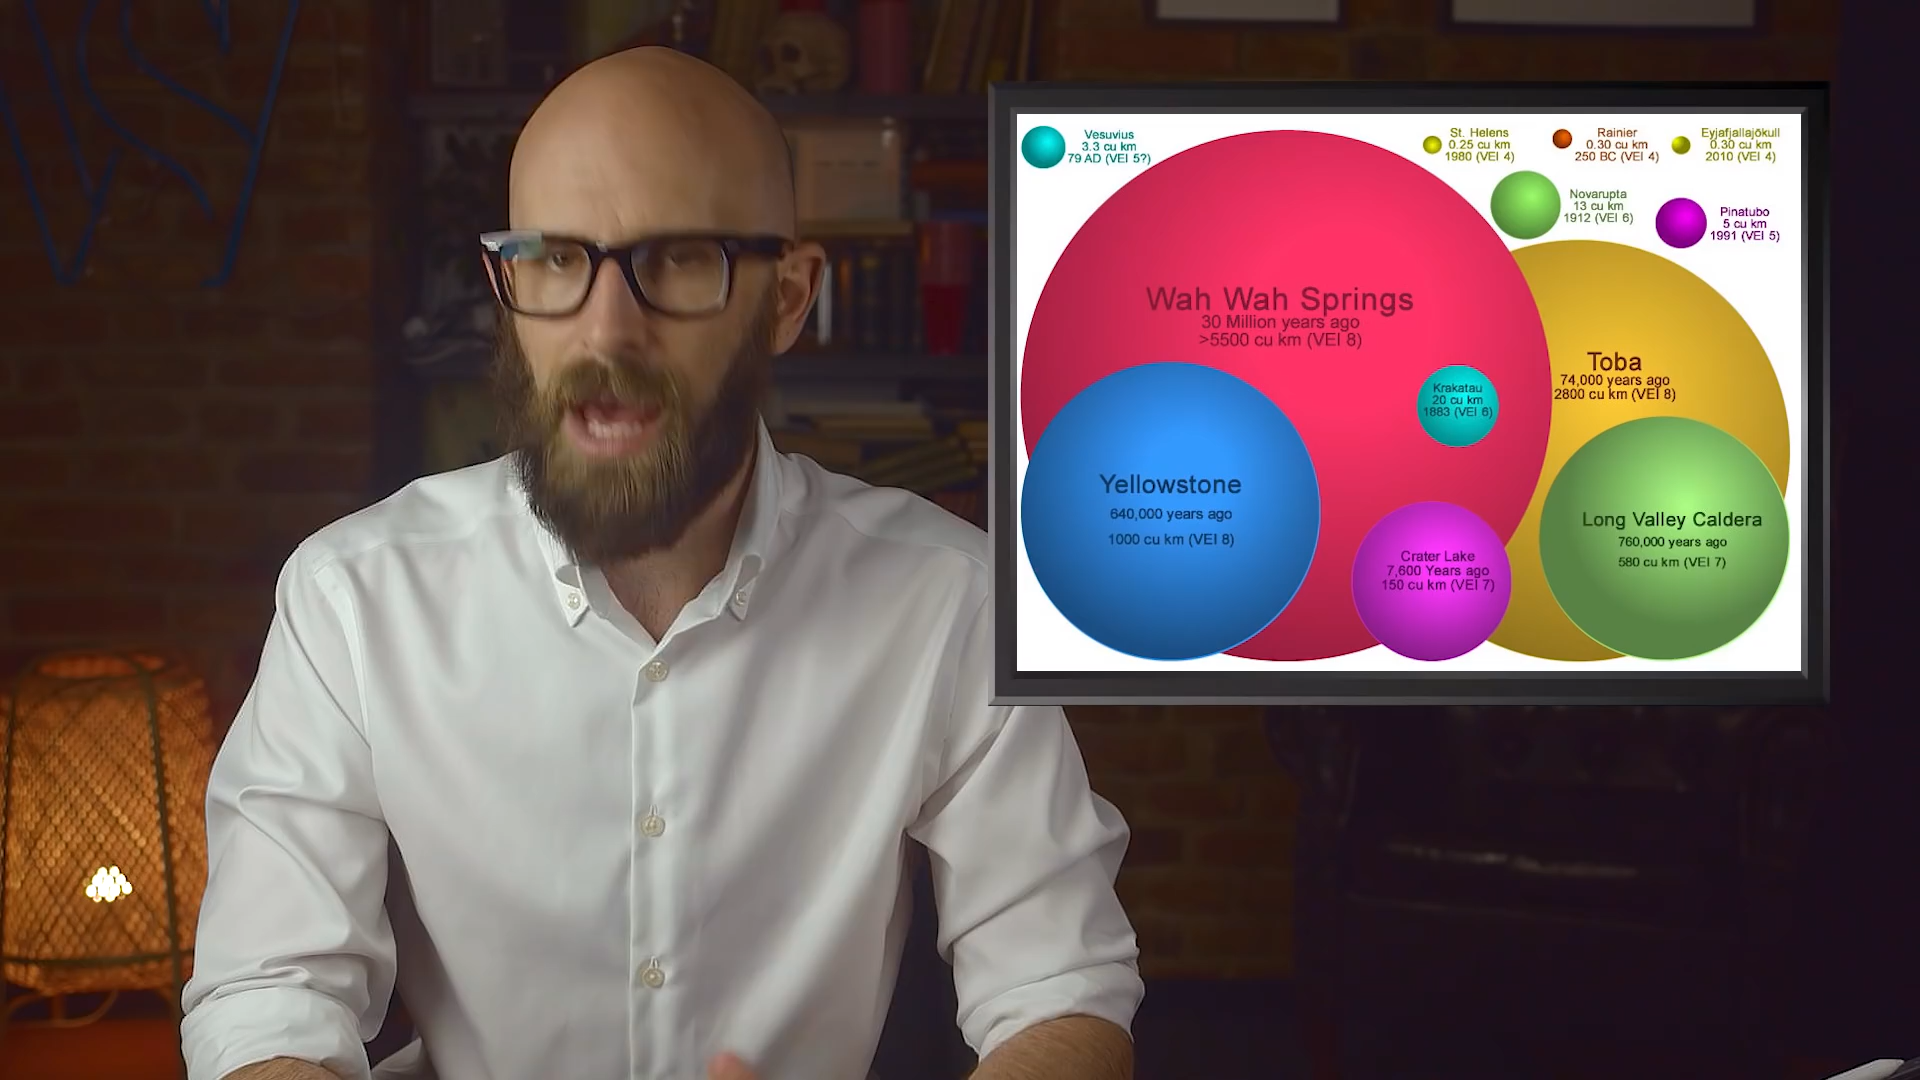 Vesuvius
3.3 cu km
79 AD (VEI 5?)
St. Helens
0.25 cu km
1980 (VEI 4)
Rainier
0.30 cu km
250 BC (VEI 4)
Eyjafjallajökull
0.30 cu km
2010 (VEI 4)
Novarupta
13 cu km
1912 (VEI 6)
Pinatubo
5 cu km
1991 (VEI 5)
Wah Wah Springs
30 Million years ago
>5500 cu km (VEI 8)
Toba
74,000 years ago
2800 cu km (VEI 8)
Krakatau
20 cu km
1883 (VEI 6)
Yellowstone
640,000 years ago
1000 cu km (VEI 8)
Crater Lake
7,600 Years ago
150 cu km (VEI 7)
Long Valley Caldera
760,000 years ago
580 cu km (VEI 7)